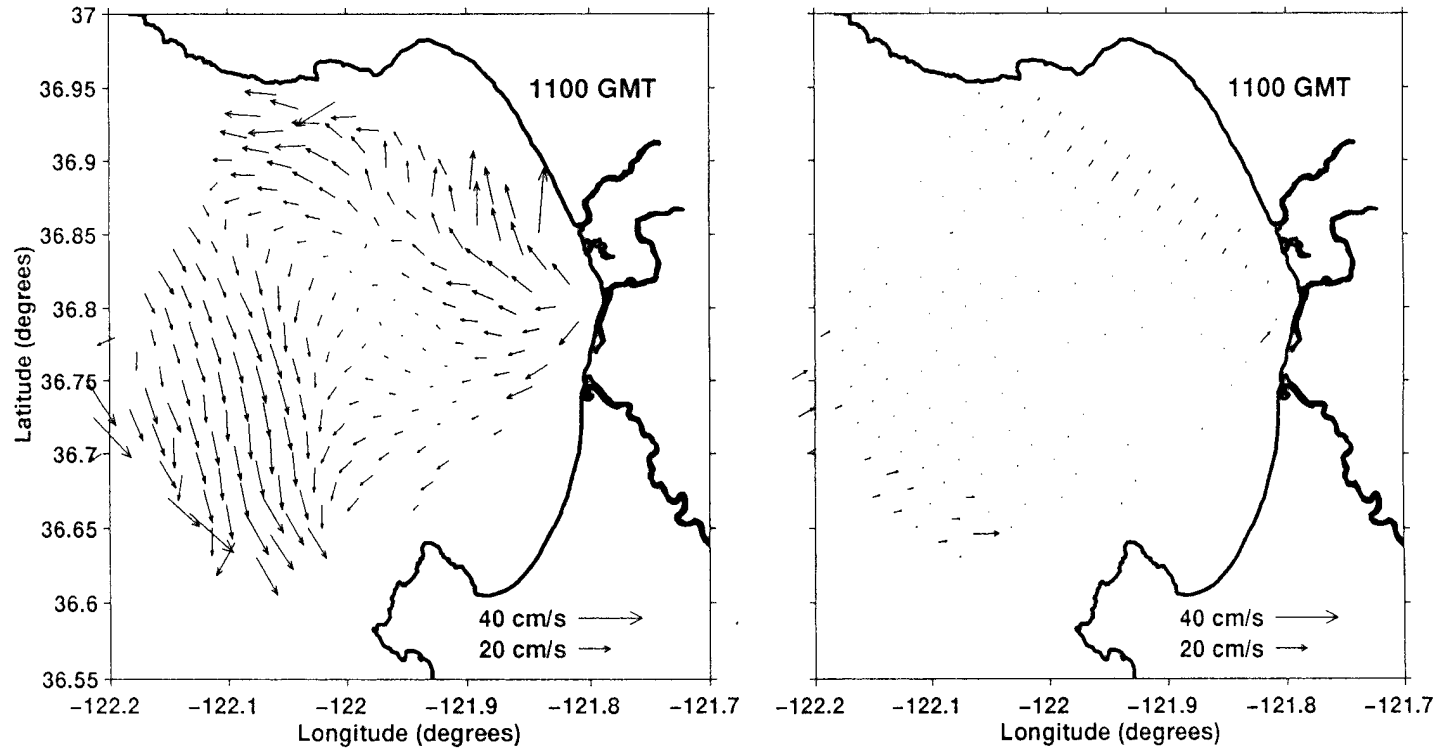 37
36.95
36.9
36.85
36.8
36.75
36.7
36.65
36.6
36.55
Latitude (degrees)
1100 GMT
40 cm/s
20 cm/s
−122.2
−122.1
−122
−121.9
−121.8
−121.7
Longitude (degrees)
1100 GMT
40 cm/s
20 cm/s
−122.2
−122.1
−122
−121.9
−121.8
−121.7
Longitude (degrees)